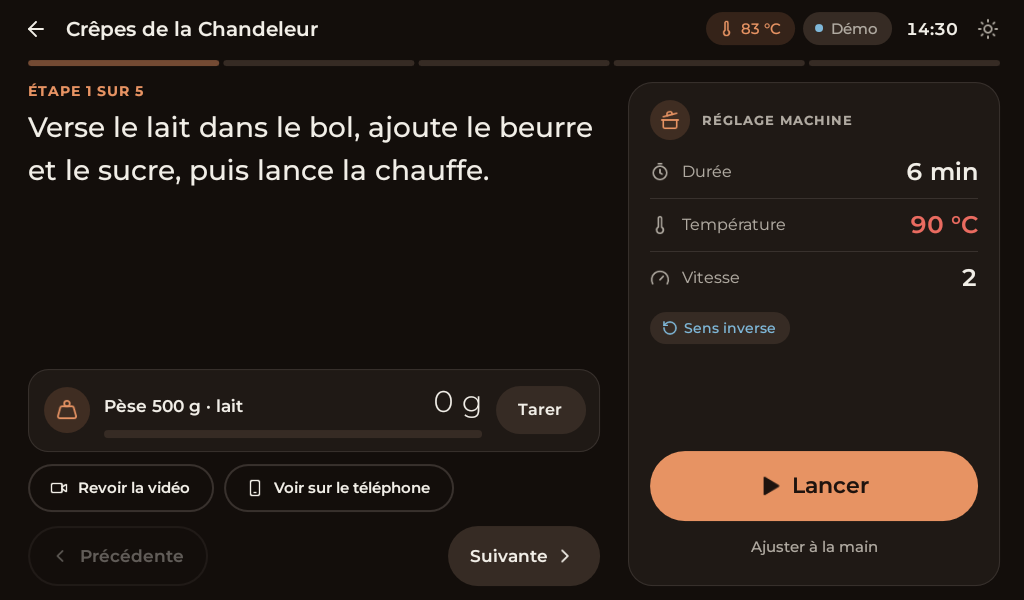 Crêpes de la Chandeleur
83 °C
Démo
14:30
ÉTAPE 1 SUR 5
Verse le lait dans le bol, ajoute le beurre
et le sucre, puis lance la chauffe.
Pèse 500 g · lait
0 g
Tarer
Revoir la vidéo
Voir sur le téléphone
Précédente
Suivante
RÉGLAGE MACHINE
Durée
6 min
Température
90 °C
Vitesse
2
Sens inverse
Lancer
Ajuster à la main